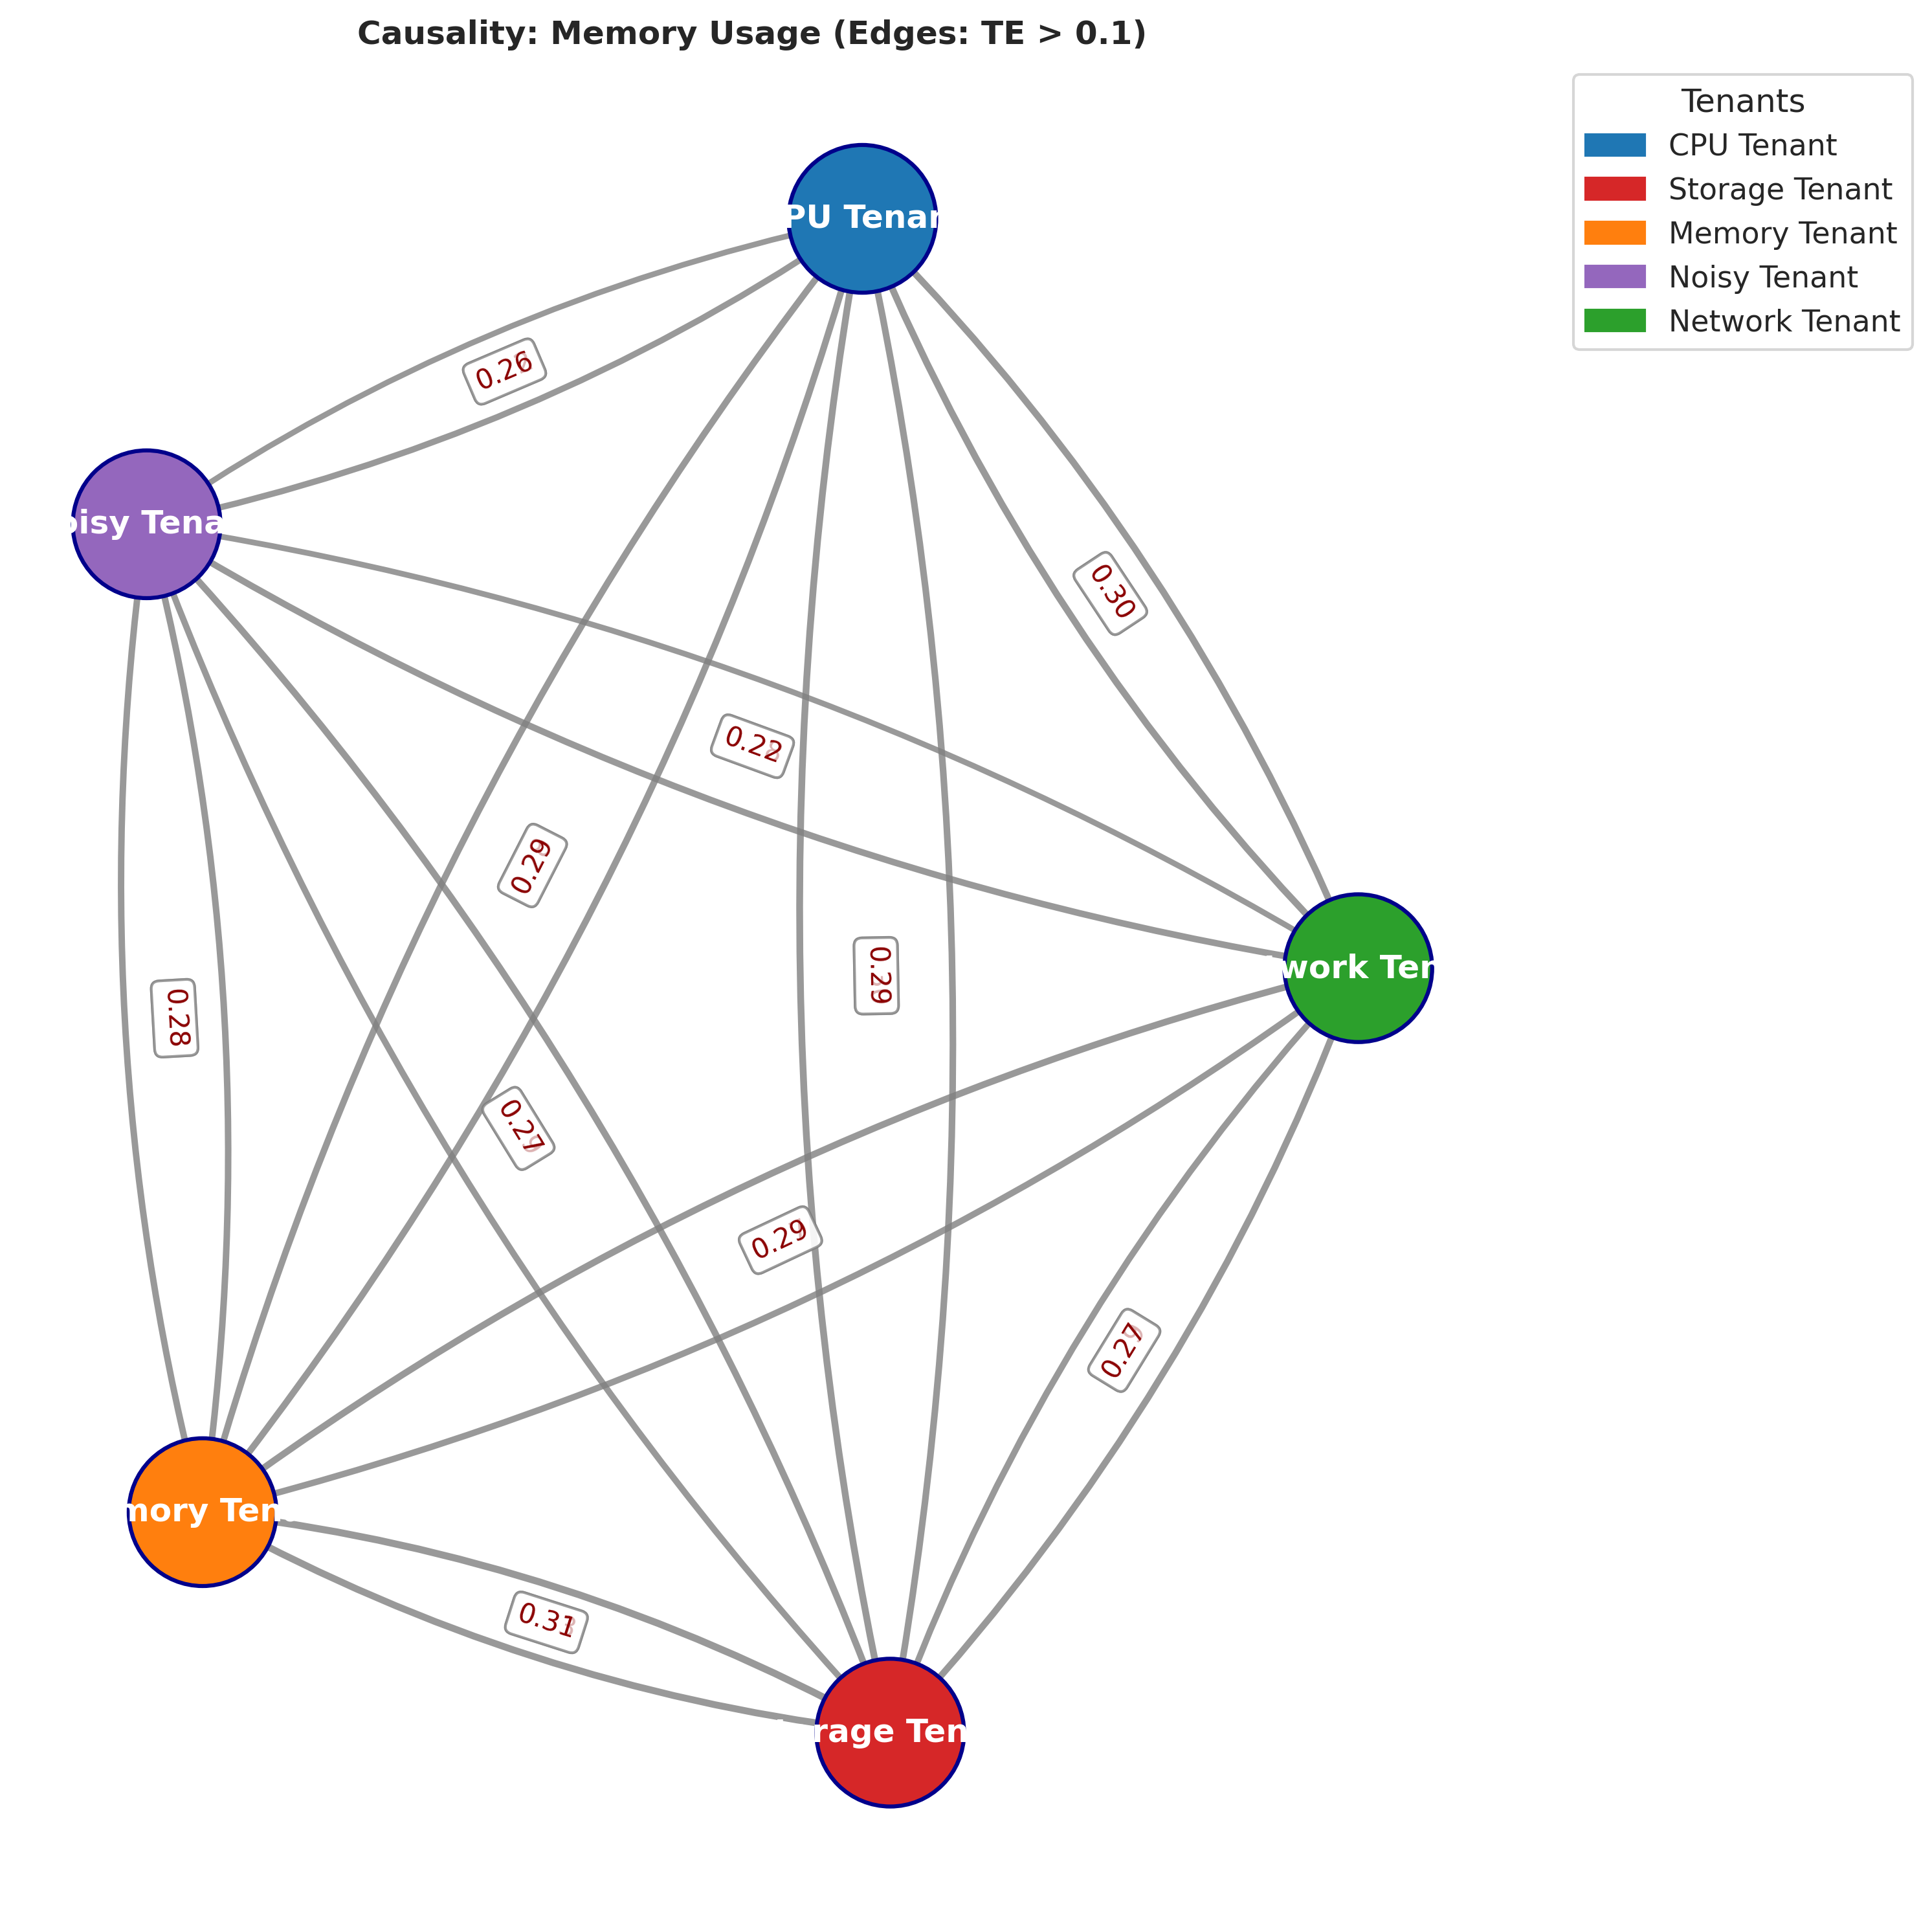 Causality: Memory Usage (Edges: TE > 0.1)
Tenants
CPU Tenant
Storage Tenant
Memory Tenant
Noisy Tenant
Network Tenant
PU Tenan
0.26
oisy Tena
0.30
0.22
0.29
work Ten
0.29
0.28
0.27
0.29
0.27
mory Ten
0.31
rage Ten